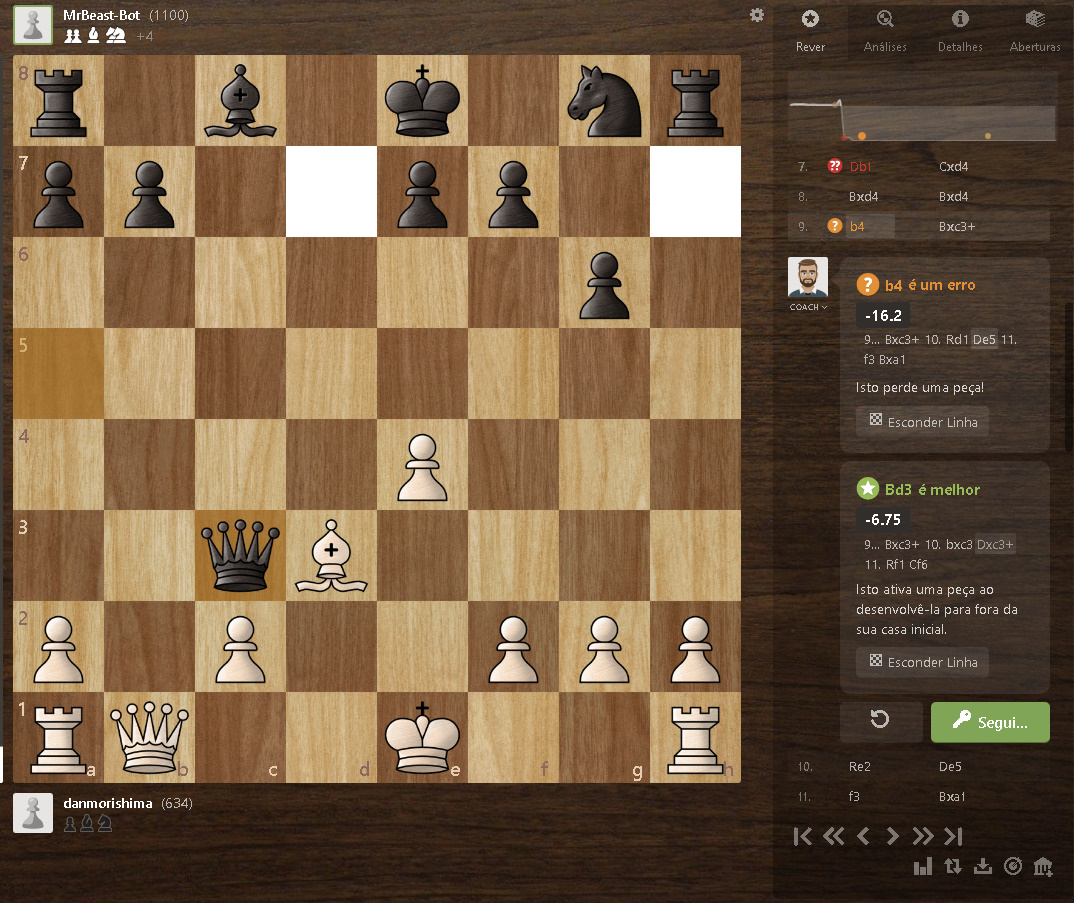 MrBeast-Bot (1100)
+4
8
7
6
5
4
3
2
1
a b c d e f g h
danmorishima (634)
Rever Análises Detalhes Aberturas
7. ?? Db1 Cxd4
8. Bxd4 Bxd4
9. ? b4 Bxc3+
COACH
? b4 é um erro
-16.2
9... Bxc3+ 10. Rd1 De5 11.
f3 Bxa1
Isto perde uma peça!
Esconder Linha
Bd3 é melhor
-6.75
9... Bxc3+ 10. bxc3 Dxc3+
11. Rf1 Cf6
Isto ativa uma peça ao
desenvolvê-la para fora da
sua casa inicial.
Esconder Linha
Segui...
10. Re2 De5
11. f3 Bxa1